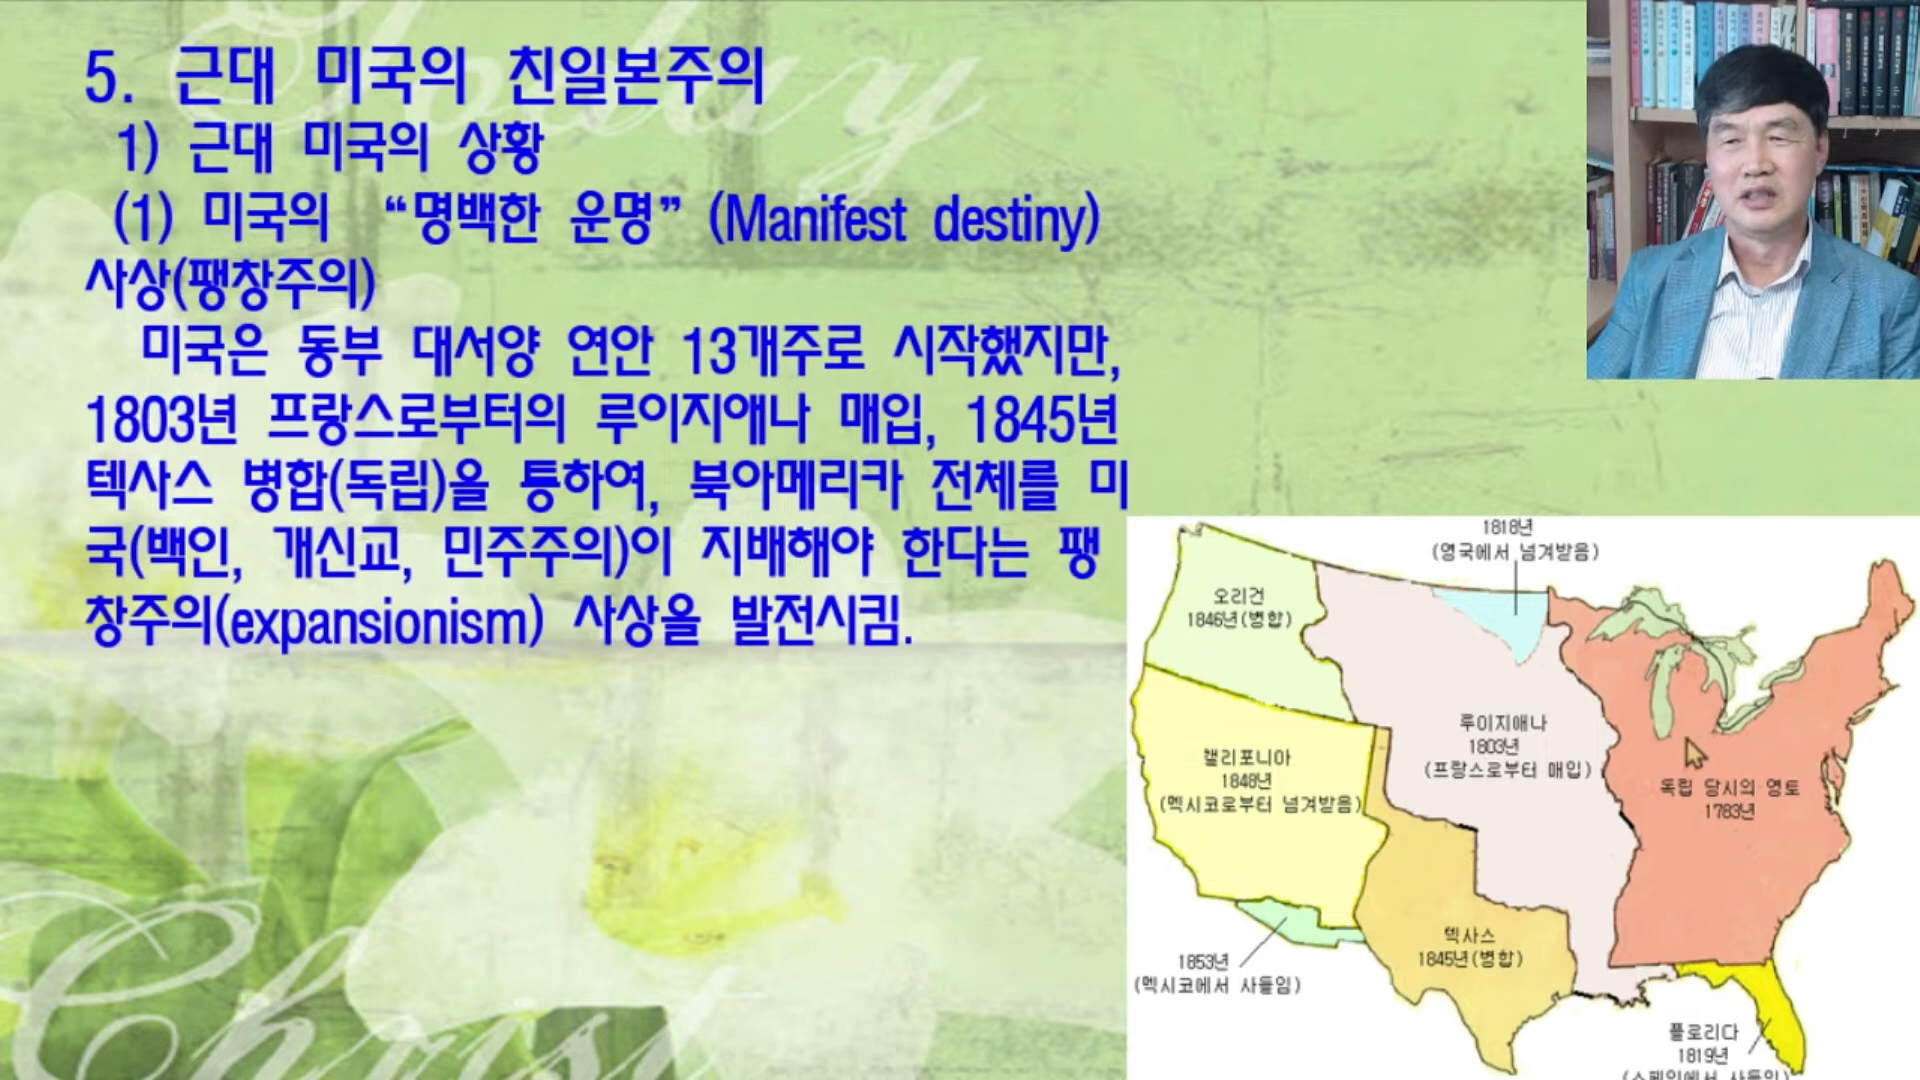 5. 근대 미국의 친일본주의
1) 근대 미국의 상황
(1) 미국의 “명백한 운명” (Manifest destiny)
사상(팽창주의)
미국은 동부 대서양 연안 13개주로 시작했지만,
1803년 프랑스로부터의 루이지애나 매입, 1845년
텍사스 병합(독립)을 통하여, 북아메리카 전체를 미
국(백인, 개신교, 민주주의)이 지배해야 한다는 팽
창주의(expansionism) 사상을 발전시킴.
1818년
(영국에서 넘겨받음)
오리건
1846년(병합)
루이지애나
1803년
(프랑스로부터 매입)
캘리포니아
1848년
(멕시코로부터 넘겨받음)
독립 당시의 영토
1783년
텍사스
1845년(병합)
1853년
(멕시코에서 사들임)
플로리다
1819년
(스페인에서 사들임)
Christ